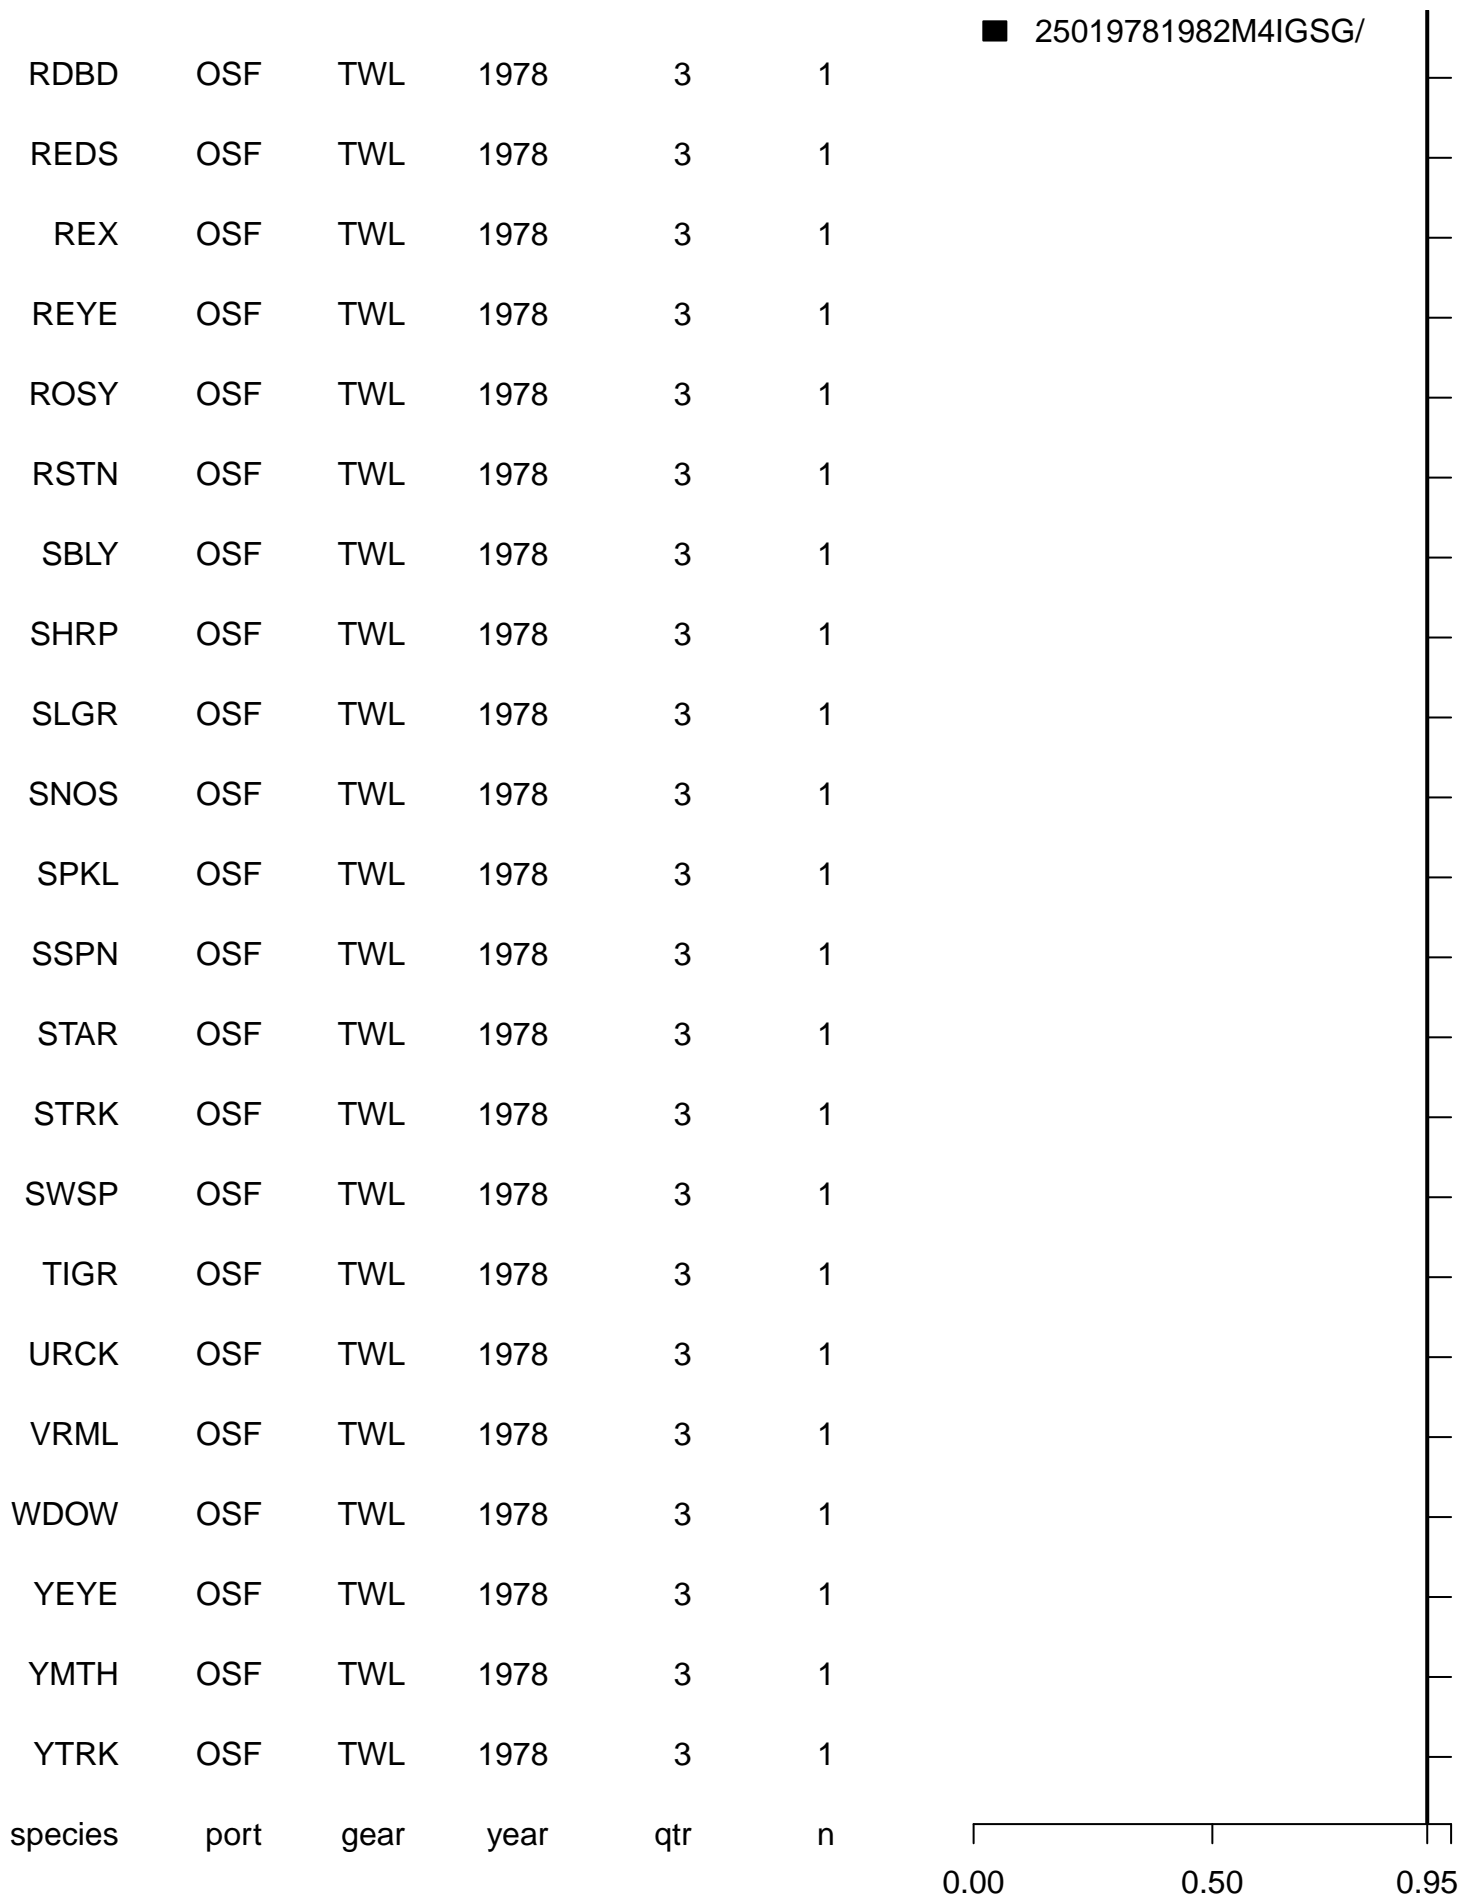 25019781982M4IGSG/
RDBD OSF TWL 1978 3 1
REDS OSF TWL 1978 3 1
REX OSF TWL 1978 3 1
REYE OSF TWL 1978 3 1
ROSY OSF TWL 1978 3 1
RSTN OSF TWL 1978 3 1
SBLY OSF TWL 1978 3 1
SHRP OSF TWL 1978 3 1
SLGR OSF TWL 1978 3 1
SNOS OSF TWL 1978 3 1
SPKL OSF TWL 1978 3 1
SSPN OSF TWL 1978 3 1
STAR OSF TWL 1978 3 1
STRK OSF TWL 1978 3 1
SWSP OSF TWL 1978 3 1
TIGR OSF TWL 1978 3 1
URCK OSF TWL 1978 3 1
VRML OSF TWL 1978 3 1
WDOW OSF TWL 1978 3 1
YEYE OSF TWL 1978 3 1
YMTH OSF TWL 1978 3 1
YTRK OSF TWL 1978 3 1
species port gear year qtr n
0.00 0.50 0.95